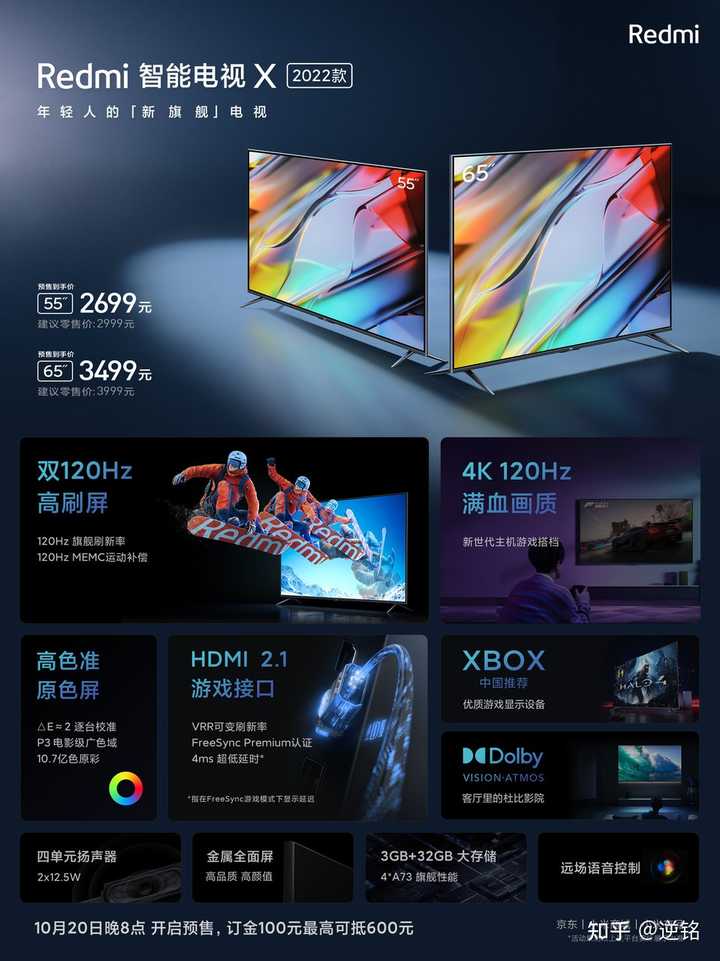 Redmi
Redmi 智能电视 X 2022款
年轻人的「新旗舰」电视
55″
65″
预售到手价
55″ 2699元
建议零售价:2999元
预售到手价
65″ 3499元
建议零售价:3999元
双120Hz
高刷屏
120Hz 旗舰刷新率
120Hz MEMC运动补偿
Redmi
Redmi
4K 120Hz
满血画质
新世代主机游戏搭档
高色准
原色屏
△E≈2 逐台校准
P3 电影级广色域
10.7亿色原彩
HDMI 2.1
游戏接口
VRR可变刷新率
FreeSync Premium认证
4ms 超低延时*
*指在FreeSync游戏模式下显示延迟
XBOX
中国推荐
优质游戏显示设备
HALO 4
Dolby
VISION·ATMOS
客厅里的杜比影院
四单元扬声器
2x12.5W
金属全面屏
高品质 高颜值
3GB+32GB 大存储
4*A73 旗舰性能
远场语音控制
10月20日晚8点 开启预售，订金100元最高可抵600元
京东
知乎 @逆铭